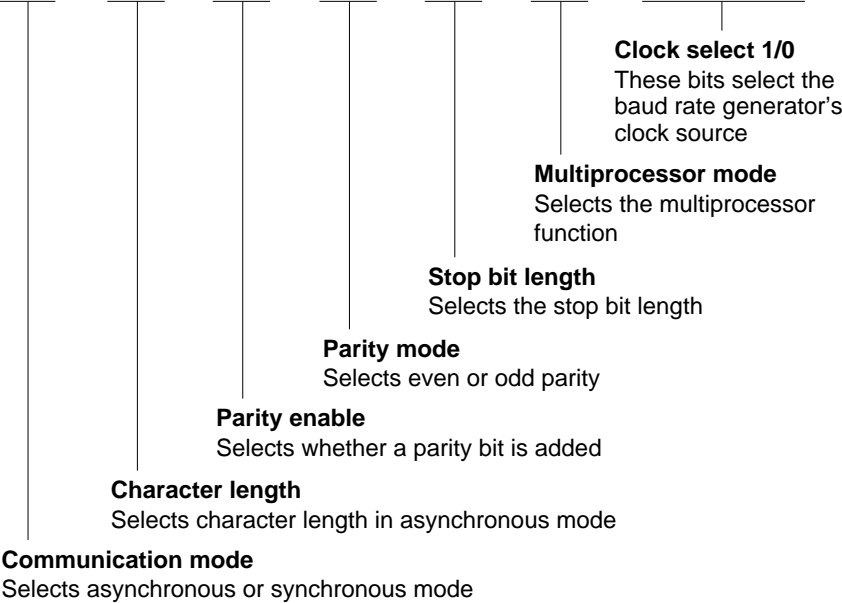 Clock select 1/0
These bits select the
baud rate generator's
clock source
Multiprocessor mode
Selects the multiprocessor
function
Stop bit length
Selects the stop bit length
Parity mode
Selects even or odd parity
Parity enable
Selects whether a parity bit is added
Character length
Selects character length in asynchronous mode
Communication mode
Selects asynchronous or synchronous mode